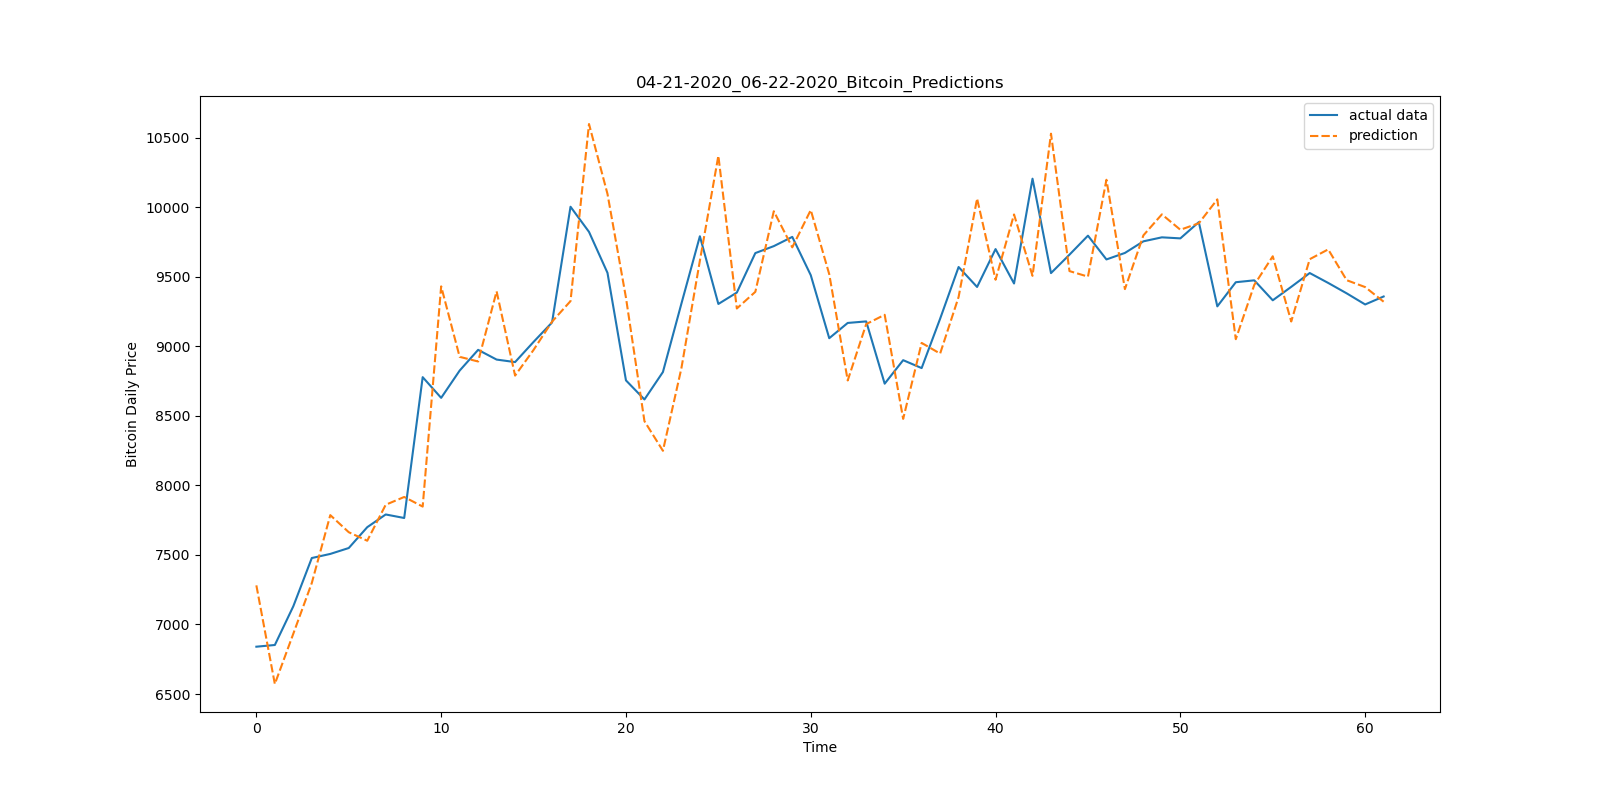 04-21-2020_06-22-2020_Bitcoin_Predictions
actual data
prediction
10500
10000
9500
9000
8500
8000
7500
7000
6500
Bitcoin Daily Price
0 10 20 30 40 50 60
Time